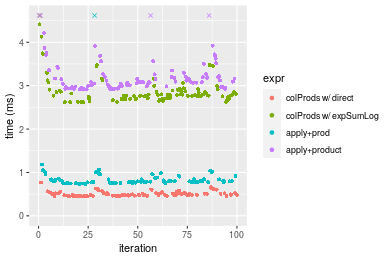 4
3
2
1
0
time (ms)
0
25
50
75
100
iteration
expr
colProds w/ direct
colProds w/ expSumLog
apply+prod
apply+product